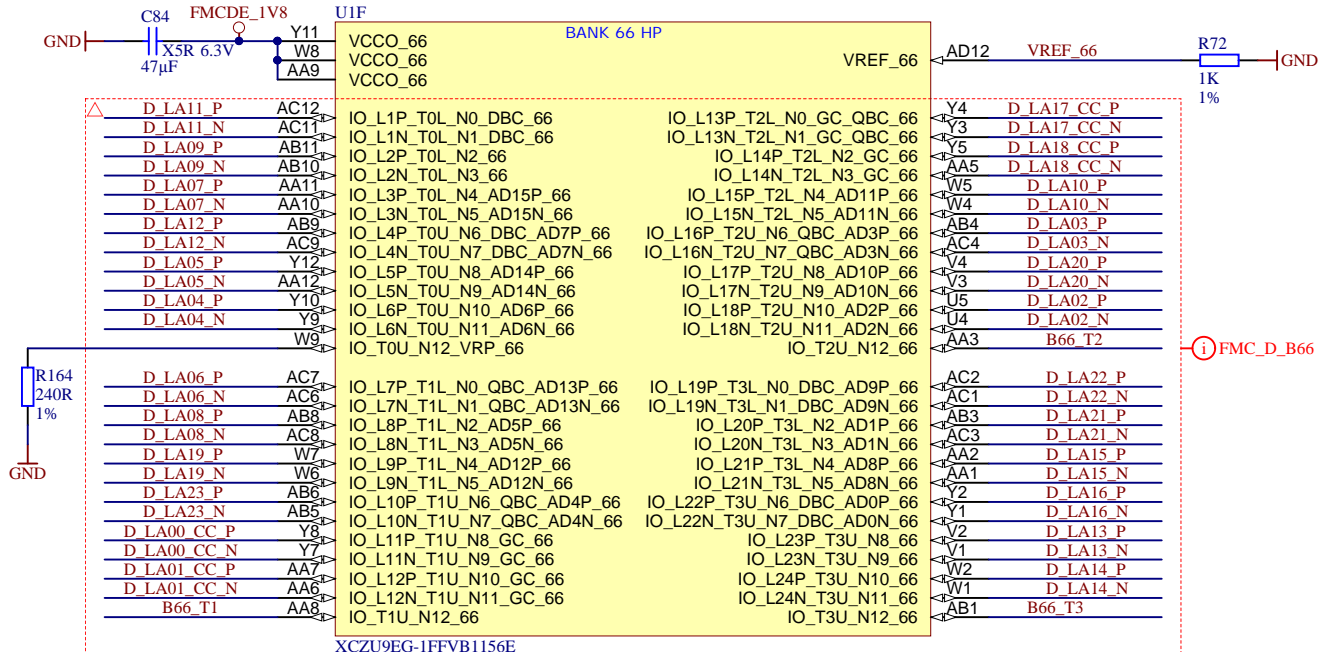 C84 FMCDE_1V8 U1F
GND X5R 6.3V 47µF
Y11 VCCO_66 BANK 66 HP
W8 VCCO_66 VREF_66 AD12 VREF_66 R72 GND
AA9 VCCO_66 1K
1%
D_LA11_P AC12 IO_L1P_T0L_N0_DBC_66 IO_L13P_T2L_N0_GC_QBC_66 Y4 D_LA17_CC_P
D_LA11_N AC11 IO_L1N_T0L_N1_DBC_66 IO_L13N_T2L_N1_GC_QBC_66 Y3 D_LA17_CC_N
D_LA09_P AB11 IO_L2P_T0L_N2_66 IO_L14P_T2L_N2_GC_66 Y5 D_LA18_CC_P
D_LA09_N AB10 IO_L2N_T0L_N3_66 IO_L14N_T2L_N3_GC_66 AA5 D_LA18_CC_N
D_LA07_P AA11 IO_L3P_T0L_N4_AD15P_66 IO_L15P_T2L_N4_AD11P_66 W5 D_LA10_P
D_LA07_N AA10 IO_L3N_T0L_N5_AD15N_66 IO_L15N_T2L_N5_AD11N_66 W4 D_LA10_N
D_LA12_P AB9 IO_L4P_T0U_N6_DBC_AD7P_66 IO_L16P_T2U_N6_QBC_AD3P_66 AB4 D_LA03_P
D_LA12_N AC9 IO_L4N_T0U_N7_DBC_AD7N_66 IO_L16N_T2U_N7_QBC_AD3N_66 AC4 D_LA03_N
D_LA05_P Y12 IO_L5P_T0U_N8_AD14P_66 IO_L17P_T2U_N8_AD10P_66 V4 D_LA20_P
D_LA05_N AA12 IO_L5N_T0U_N9_AD14N_66 IO_L17N_T2U_N9_AD10N_66 V3 D_LA20_N
D_LA04_P Y10 IO_L6P_T0U_N10_AD6P_66 IO_L18P_T2U_N10_AD2P_66 U5 D_LA02_P
D_LA04_N Y9 IO_L6N_T0U_N11_AD6N_66 IO_L18N_T2U_N11_AD2N_66 U4 D_LA02_N
W9 IO_T0U_N12_VRP_66 IO_T2U_N12_66 AA3 B66_T2 i FMC_D_B66
R164
240R
1%
GND
D_LA06_P AC7 IO_L7P_T1L_N0_QBC_AD13P_66 IO_L19P_T3L_N0_DBC_AD9P_66 AC2 D_LA22_P
D_LA06_N AC6 IO_L7N_T1L_N1_QBC_AD13N_66 IO_L19N_T3L_N1_DBC_AD9N_66 AC1 D_LA22_N
D_LA08_P AB8 IO_L8P_T1L_N2_AD5P_66 IO_L20P_T3L_N2_AD1P_66 AB3 D_LA21_P
D_LA08_N AC8 IO_L8N_T1L_N3_AD5N_66 IO_L20N_T3L_N3_AD1N_66 AC3 D_LA21_N
D_LA19_P W7 IO_L9P_T1L_N4_AD12P_66 IO_L21P_T3L_N4_AD8P_66 AA2 D_LA15_P
D_LA19_N W6 IO_L9N_T1L_N5_AD12N_66 IO_L21N_T3L_N5_AD8N_66 AA1 D_LA15_N
D_LA23_P AB6 IO_L10P_T1U_N6_QBC_AD4P_66 IO_L22P_T3U_N6_DBC_AD0P_66 Y2 D_LA16_P
D_LA23_N AB5 IO_L10N_T1U_N7_QBC_AD4N_66 IO_L22N_T3U_N7_DBC_AD0N_66 Y1 D_LA16_N
D_LA00_CC_P Y8 IO_L11P_T1U_N8_GC_66 IO_L23P_T3U_N8_66 V2 D_LA13_P
D_LA00_CC_N Y7 IO_L11N_T1U_N9_GC_66 IO_L23N_T3U_N9_66 V1 D_LA13_N
D_LA01_CC_P AA7 IO_L12P_T1U_N10_GC_66 IO_L24P_T3U_N10_66 W2 D_LA14_P
D_LA01_CC_N AA6 IO_L12N_T1U_N11_GC_66 IO_L24N_T3U_N11_66 W1 D_LA14_N
B66_T1 AA8 IO_T1U_N12_66 IO_T3U_N12_66 AB1 B66_T3
XCZU9EG-1FFVB1156E